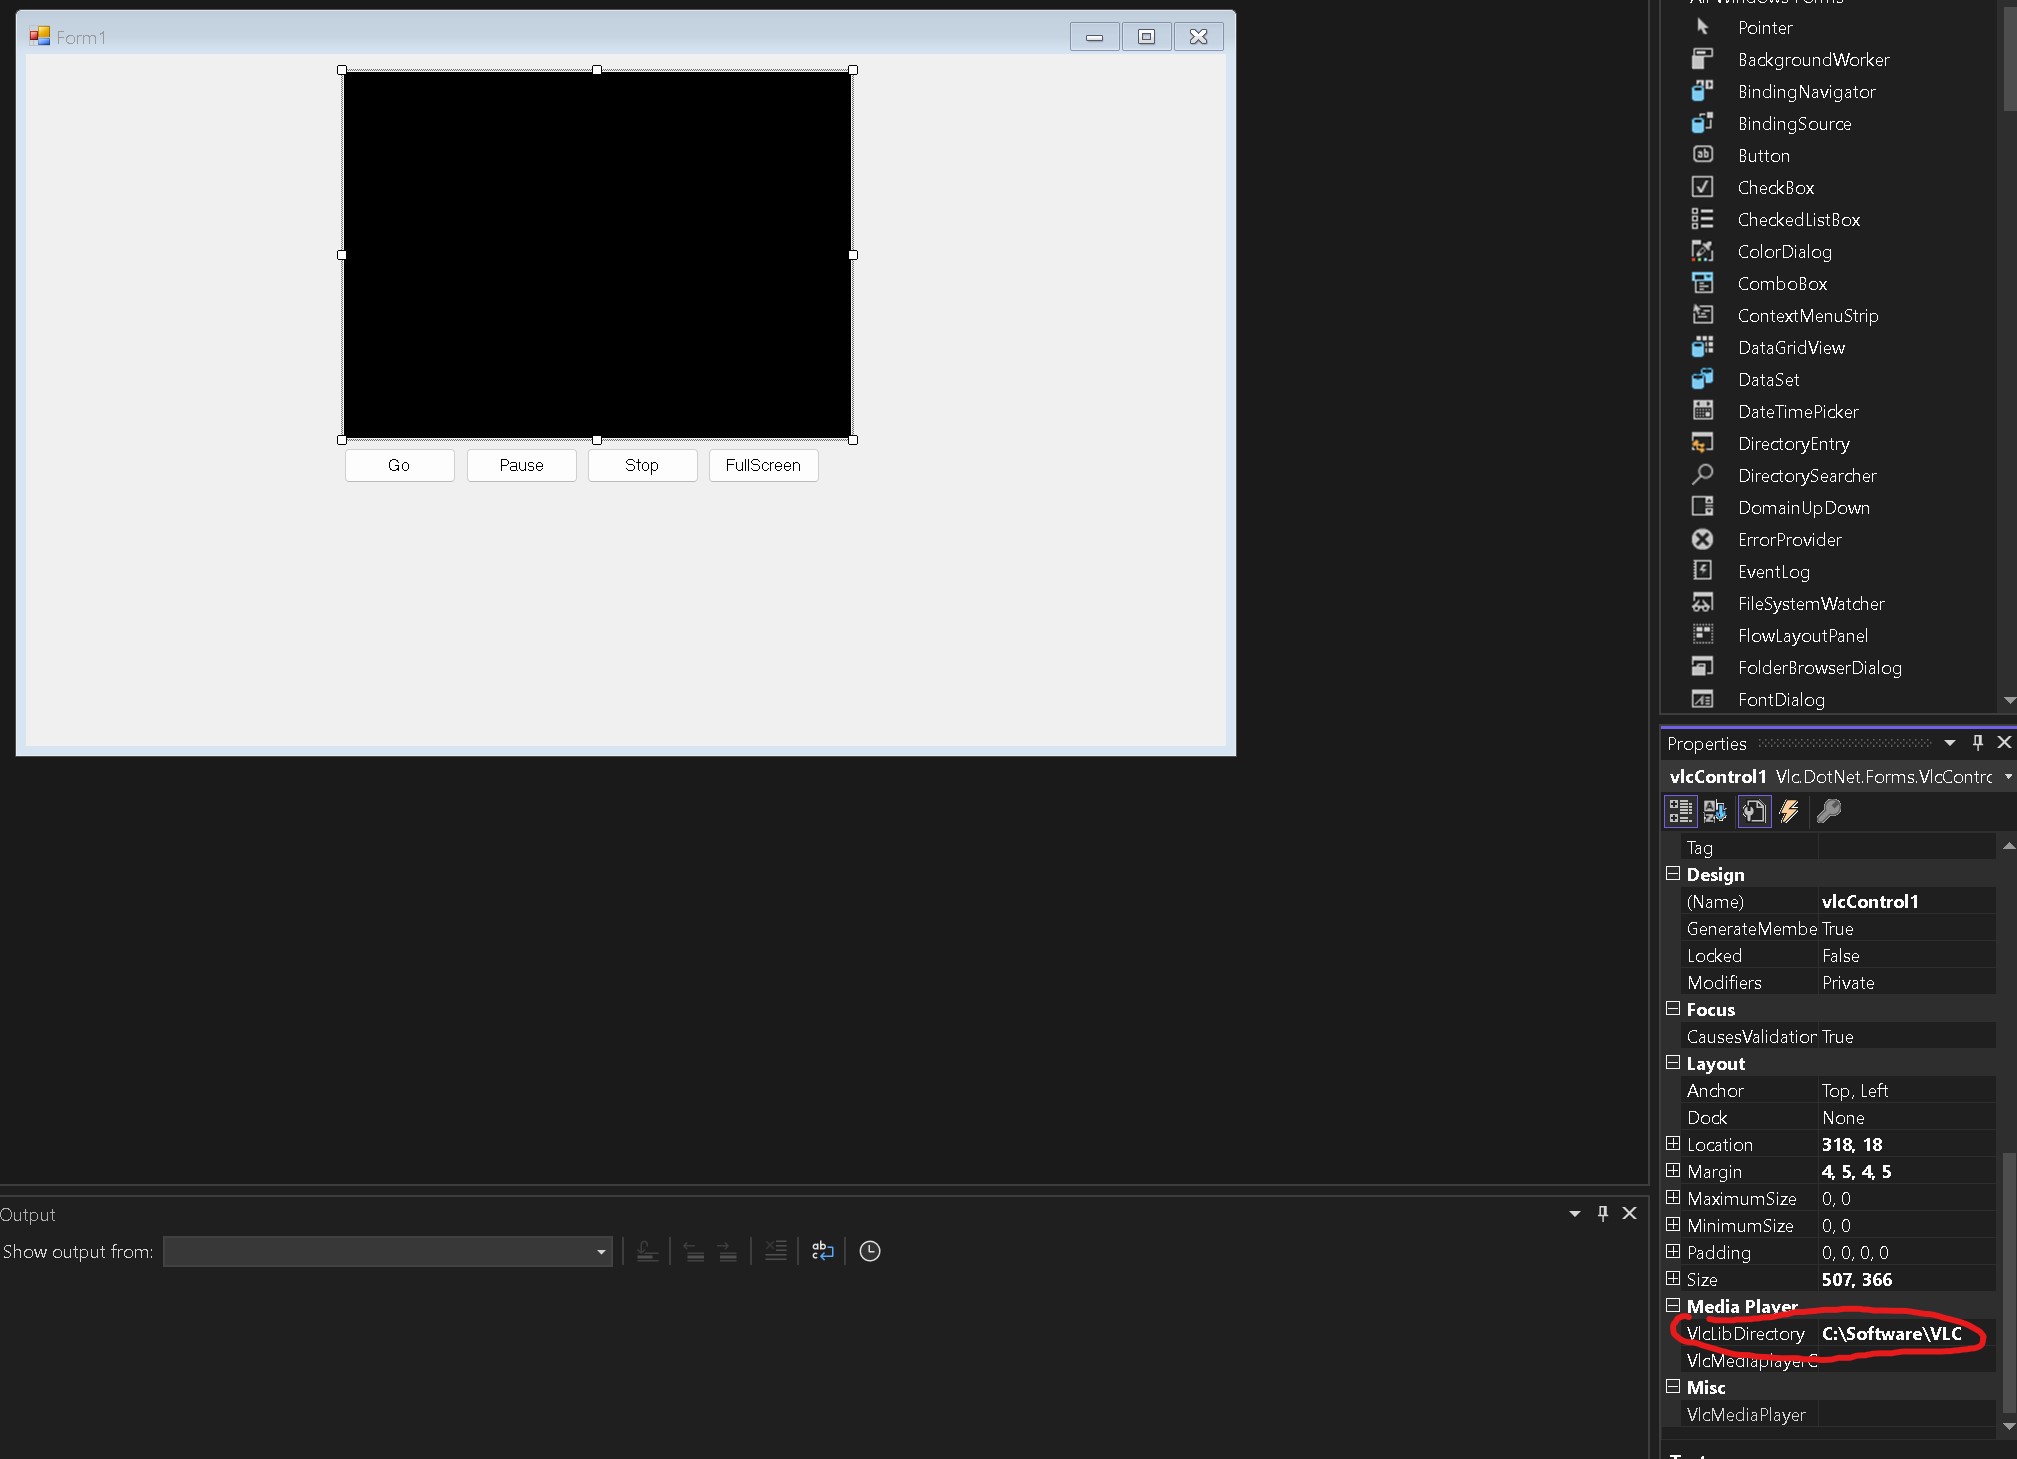 Form1
Go
Pause
Stop
FullScreen
All Windows Forms
Pointer
BackgroundWorker
BindingNavigator
BindingSource
Button
CheckBox
CheckedListBox
ColorDialog
ComboBox
ContextMenuStrip
DataGridView
DataSet
DateTimePicker
DirectoryEntry
DirectorySearcher
DomainUpDown
ErrorProvider
EventLog
FileSystemWatcher
FlowLayoutPanel
FolderBrowserDialog
FontDialog
Properties
vlcControl1 Vlc.DotNet.Forms.VlcContrc
Tag
Design
(Name) vlcControl1
GenerateMembe True
Locked False
Modifiers Private
Focus
CausesValidation True
Layout
Anchor Top, Left
Dock None
Location 318, 18
Margin 4, 5, 4, 5
MaximumSize 0, 0
MinimumSize 0, 0
Padding 0, 0, 0, 0
Size 507, 366
Media Player
VlcLibDirectory C:\Software\VLC
VlcMediaplayerC
Misc
VlcMediaPlayer
Output
Show output from: